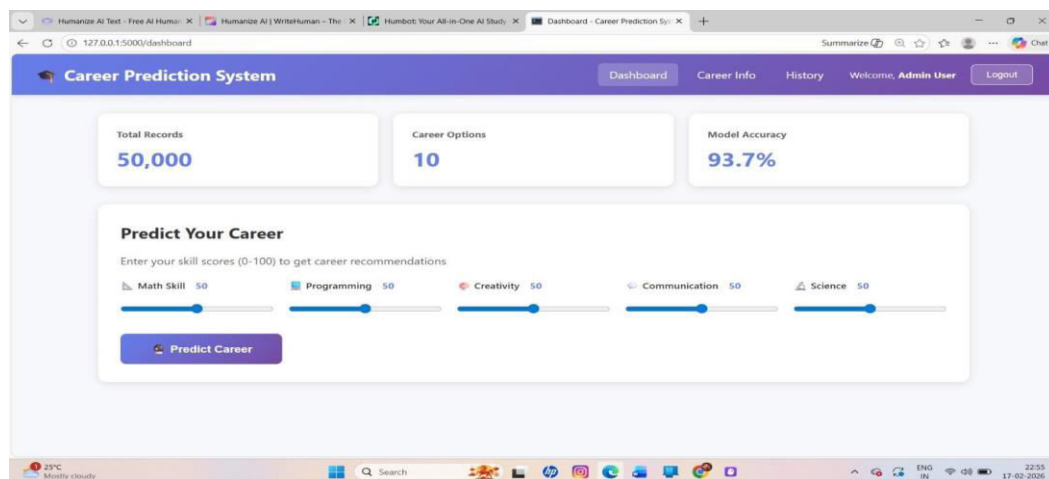 Humanize AI Text - Free AI Human
Humanize AI | WriteHuman - The
Humbot: Your All-in-One AI Study
Dashboard - Career Prediction Sys
127.0.0.1:5000/dashboard
Summarize
Chat
Career Prediction System
Dashboard Career Info History Welcome, Admin User Logout
Total Records Career Options Model Accuracy
50,000 10 93.7%
Predict Your Career
Enter your skill scores (0-100) to get career recommendations
Math Skill 50 Programming 50 Creativity 50 Communication 50 Science 50
Predict Career
1
25°C
Mostly cloudy
Search
hp
ENG
IN
22:55
17-02-2026